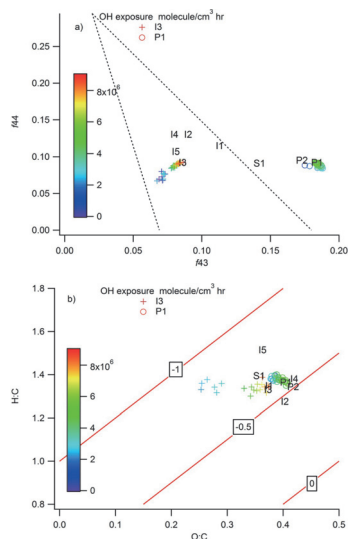 OH exposure molecule/cm³ hr
a)
I3
P1
0.25
0.20
0.15
0.10
0.05
0.00
f44
8x10⁶
6
4
2
0
I4 I2
I1
I5
I3
S1
P2 P1
0.00 0.05 0.10 0.15 0.20
f43
b)
OH exposure molecule/cm³ hr
I3
P1
1.8
1.6
1.4
1.2
1.0
0.8
H:C
8x10⁶
6
4
2
0
-1
-0.5
0
I5
S1
I4
P2
I3
I2
0.0 0.1 0.2 0.3 0.4 0.5
O:C